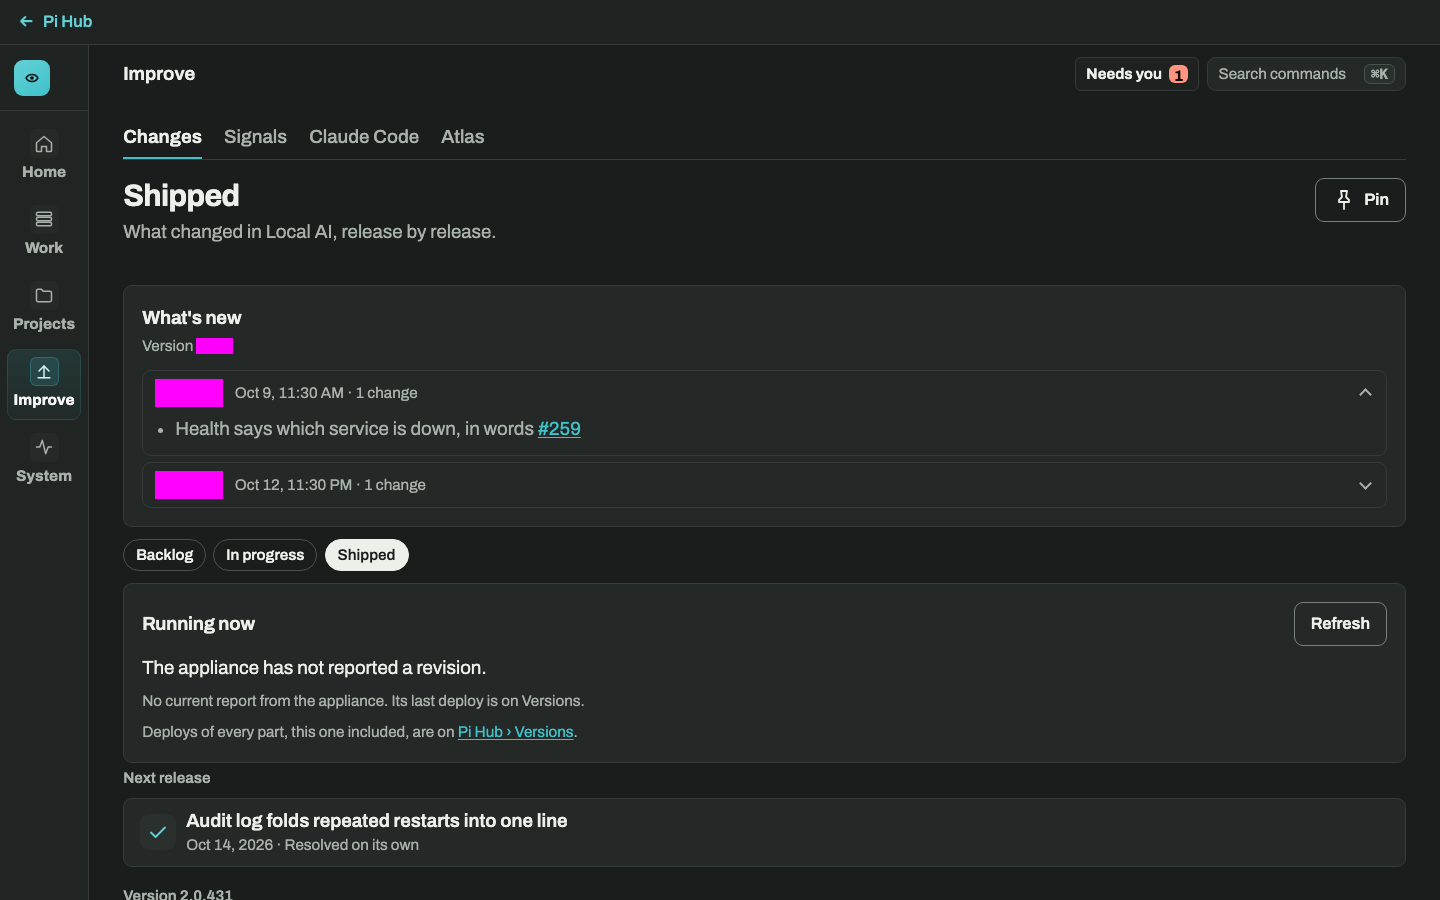 ← Pi Hub
Improve
Needs you 1
Search commands ⌘K
Home
Work
Projects
Improve
System
Changes
Signals
Claude Code
Atlas
Shipped
What changed in Local AI, release by release.
Pin
What's new
Version
Oct 9, 11:30 AM · 1 change
• Health says which service is down, in words #259
Oct 12, 11:30 PM · 1 change
Backlog
In progress
Shipped
Running now
Refresh
The appliance has not reported a revision.
No current report from the appliance. Its last deploy is on Versions.
Deploys of every part, this one included, are on Pi Hub › Versions.
Next release
Audit log folds repeated restarts into one line
Oct 14, 2026 · Resolved on its own
Version 2.0.431